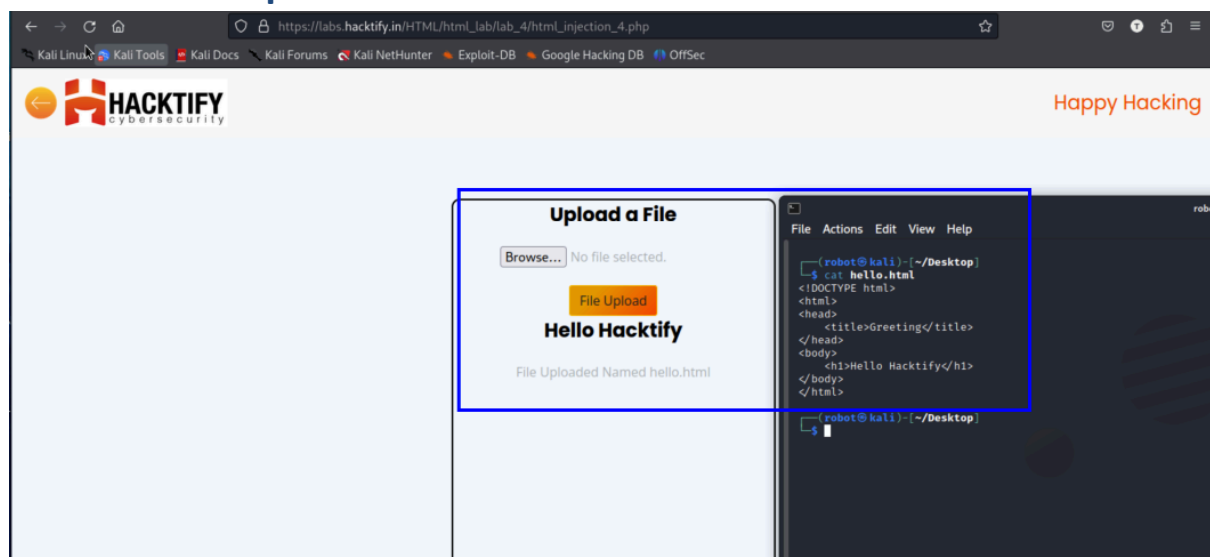 https://labs.hacktify.in/HTML/html_lab/lab_4/html_injection_4.php
Kali Linux Kali Tools Kali Docs Kali Forums Kali NetHunter Exploit-DB Google Hacking DB OffSec
HACKTIFY
cybersecurity
Happy Hacking
Upload a File
Browse... No file selected.
File Upload
Hello Hacktify
File Uploaded Named hello.html
File Actions Edit View Help
(robot㉿kali)-[~/Desktop]
$ cat hello.html
<!DOCTYPE html>
<html>
<head>
<title>Greeting</title>
</head>
<body>
<h1>Hello Hacktify</h1>
</body>
</html>
(robot㉿kali)-[~/Desktop]
$